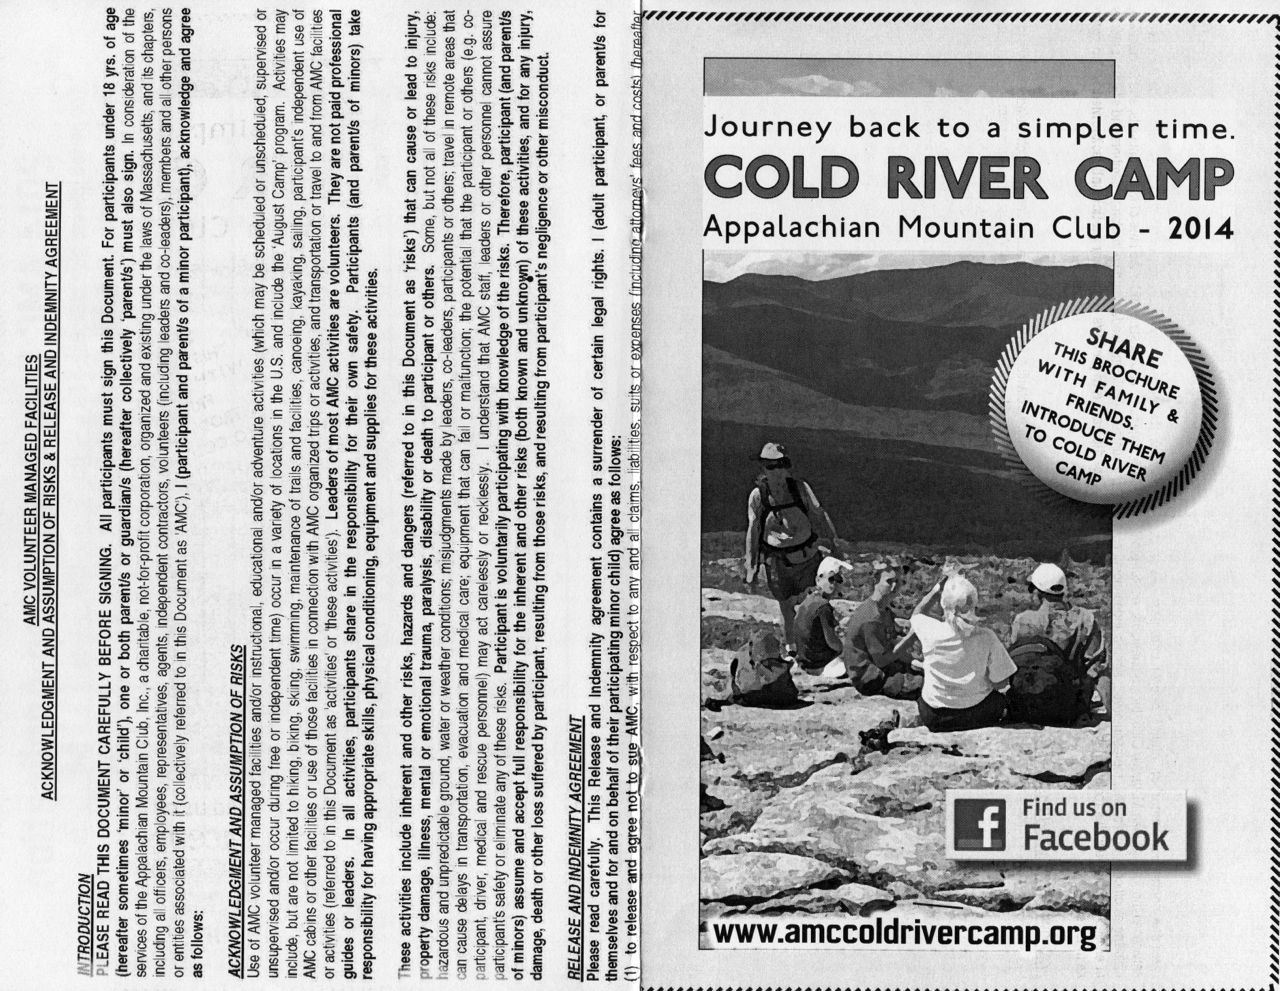 AMC VOLUNTEER MANAGED FACILITIES
ACKNOWLEDGMENT AND ASSUMPTION OF RISKS & RELEASE AND INDEMNITY AGREEMENT
INTRODUCTION
PLEASE READ THIS DOCUMENT CAREFULLY BEFORE SIGNING. All participants must sign this Document. For participants under 18 yrs. of age
(hereafter sometimes 'minor' or 'child'), one or both parent/s or guardian/s (hereafter collectively 'parent/s') must also sign. In consideration of the
services of the Appalachian Mountain Club, Inc., a charitable, not-for-profit corporation, organized and existing under the laws of Massachusetts, and its chapters,
including all officers, employees, representatives, agents, independent contractors, volunteers (including leaders and co-leaders), members and all other persons
or entities associated with it (collectively referred to in this Document as 'AMC'), I (participant and parent/s of a minor participant), acknowledge and agree
as follows:
ACKNOWLEDGMENT AND ASSUMPTION OF RISKS
Use of AMC volunteer managed facilities and/or instructional, educational and/or adventure activities (which may be scheduled or unscheduled, supervised or
unsupervised and/or occur during free or independent time) occur in a variety of locations in the U.S. and include the 'August Camp' program. Activities may
include, but are not limited to hiking, biking, skiing, swimming, maintenance of trails and facilities, canoeing, kayaking, sailing, participant's independent use of
AMC cabins or other facilities or use of those facilities in connection with AMC organized trips or activities, and transportation or travel to and from AMC facilities
or activities (referred to in this Document as 'activities' or 'these activities'). Leaders of most AMC activities are volunteers. They are not paid professional
guides or leaders. In all activities, participants share in the responsibility for their own safety. Participants (and parent/s of minors) take
responsibility for having appropriate skills, physical conditioning, equipment and supplies for these activities.
These activities include inherent and other risks, hazards and dangers (referred to in this Document as 'risks') that can cause or lead to injury,
property damage, illness, mental or emotional trauma, paralysis, disability or death to participant or others. Some, but not all of these risks include:
hazardous and unpredictable ground, water or weather conditions; misjudgments made by leaders, co-leaders, participants or others; travel in remote areas that
can cause delays in transportation, evacuation and medical care; equipment that can fail or malfunction; the potential that the participant or others (e.g. co-
participant, driver, medical and rescue personnel) may act carelessly or recklessly. I understand that AMC staff, leaders or other personnel cannot assure
participant's safety or eliminate any of these risks. Participant is voluntarily participating with knowledge of the risks. Therefore, participant (and parent/s
of minors) assume and accept full responsibility for the inherent and other risks (both known and unknown) of these activities, and for any injury,
damage, death or other loss suffered by participant, resulting from those risks, and resulting from participant's negligence or other misconduct.
RELEASE AND INDEMNITY AGREEMENT
Please read carefully. This Release and Indemnity agreement contains a surrender of certain legal rights. I (adult participant, or parent/s for
themselves and for and on behalf of their participating minor child) agree as follows:
(1) to release and agree not to sue AMC, with respect to any and all claims, liabilities, suits or expenses (including attorneys' fees and costs) (hereafter
Journey back to a simpler time.
COLD RIVER CAMP
Appalachian Mountain Club - 2014
SHARE
THIS BROCHURE
WITH FAMILY &
FRIENDS.
INTRODUCE THEM
TO COLD RIVER
CAMP
f
Find us on
Facebook
www.amccoldrivercamp.org